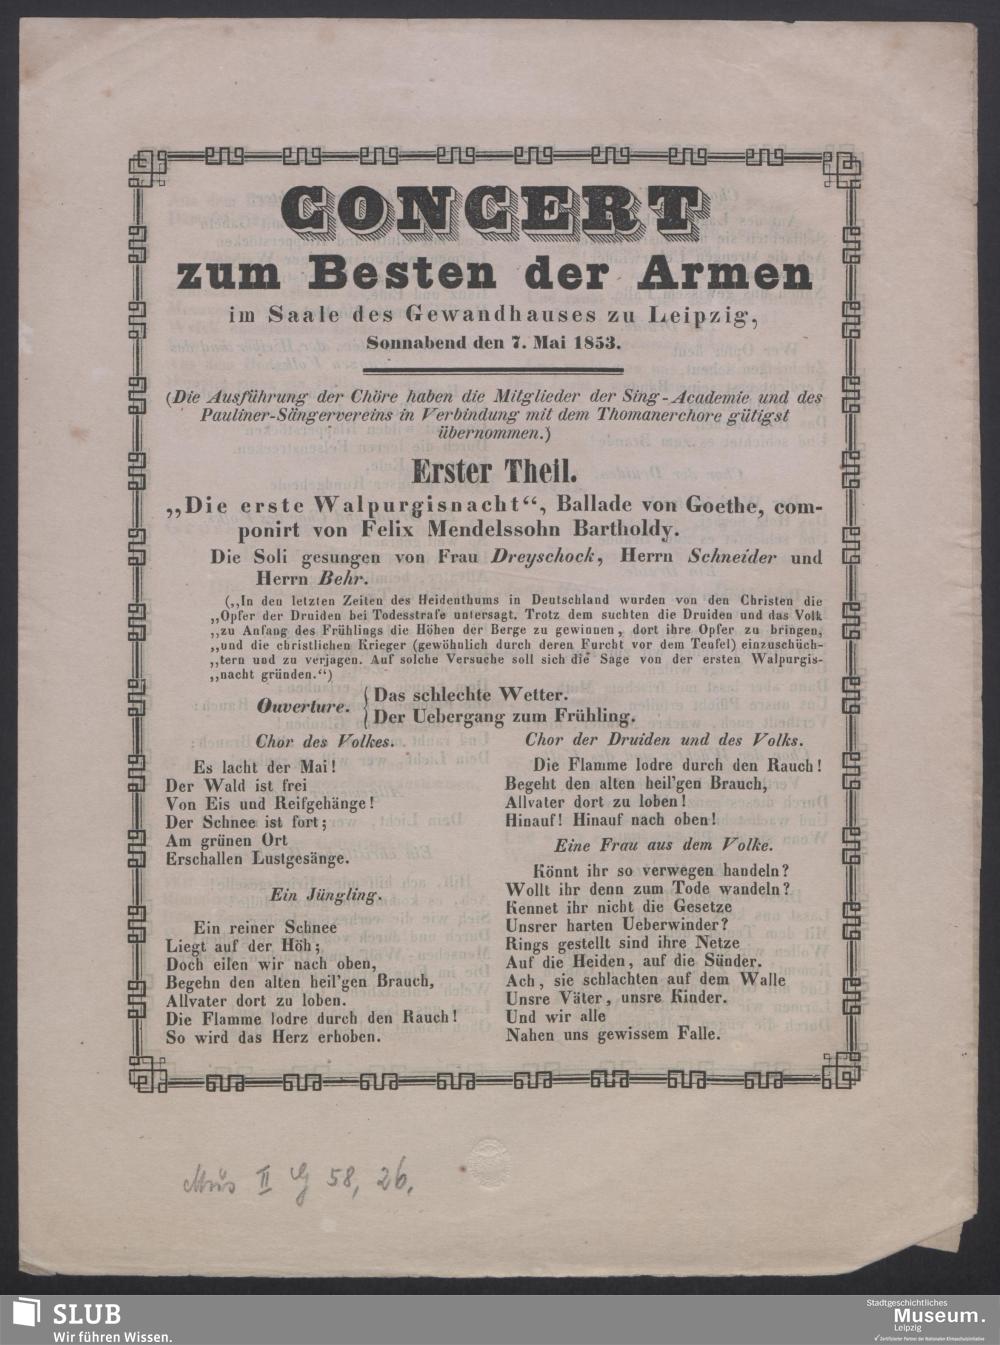 CONCERT
zum Besten der Armen
im Saale des Gewandhauses zu Leipzig,
Sonnabend den 7. Mai 1853.
(Die Ausführung der Chöre haben die Mitglieder der Sing-Academie und des
Pauliner-Sängervereins in Verbindung mit dem Thomanerchore gütigst
übernommen.)
Erster Theil.
„Die erste Walpurgisnacht“, Ballade von Goethe, com-
ponirt von Felix Mendelssohn Bartholdy.
Die Soli gesungen von Frau Dreyschock, Herrn Schneider und
Herrn Behr.
(„In den letzten Zeiten des Heidenthums in Deutschland wurden von den Christen die
„Opfer der Druiden bei Todesstrafe untersagt. Trotz dem suchten die Druiden und das Volk
„zu Anfang des Frühlings die Höhen der Berge zu gewinnen, dort ihre Opfer zu bringen,
„und die christlichen Krieger (gewöhnlich durch deren Furcht vor dem Teufel) einzuschüch-
„tern und zu verjagen. Auf solche Versuche soll sich die Sage von der ersten Walpurgis-
„nacht gründen.“)
Ouverture. { Das schlechte Wetter.
Der Uebergang zum Frühling.
Chor des Volkes.
Es lacht der Mai!
Der Wald ist frei
Von Eis und Reifgehänge!
Der Schnee ist fort;
Am grünen Ort
Erschallen Lustgesänge.
Ein Jüngling.
Ein reiner Schnee
Liegt auf der Höh;
Doch eilen wir nach oben,
Begehn den alten heil'gen Brauch,
Allvater dort zu loben.
Die Flamme lodre durch den Rauch!
So wird das Herz erhoben.
Chor der Druiden und des Volks.
Die Flamme lodre durch den Rauch!
Begeht den alten heil'gen Brauch,
Allvater dort zu loben!
Hinauf! Hinauf nach oben!
Eine Frau aus dem Volke.
Könnt ihr so verwegen handeln?
Wollt ihr denn zum Tode wandeln?
Kennet ihr nicht die Gesetze
Unsrer harten Ueberwinder?
Rings gestellt sind ihre Netze
Auf die Heiden, auf die Sünder.
Ach, sie schlachten auf dem Walle
Unsre Väter, unsre Kinder.
Und wir alle
Nahen uns gewissem Falle.
Mus II G 58, 26.
SLUB
Wir führen Wissen.
Stadtgeschichtliches
Museum.
Leipzig
Zertifizierter Partner der Nationalen Klimaschutzinitiative